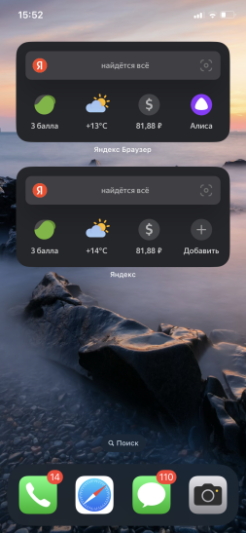 15:52
Я найдётся всё
3 балла +13°C 81,88 ₽ Алиса
Яндекс Браузер
Я найдётся всё
3 балла +14°C 81,88 ₽ Добавить
Яндекс
Поиск
14 110